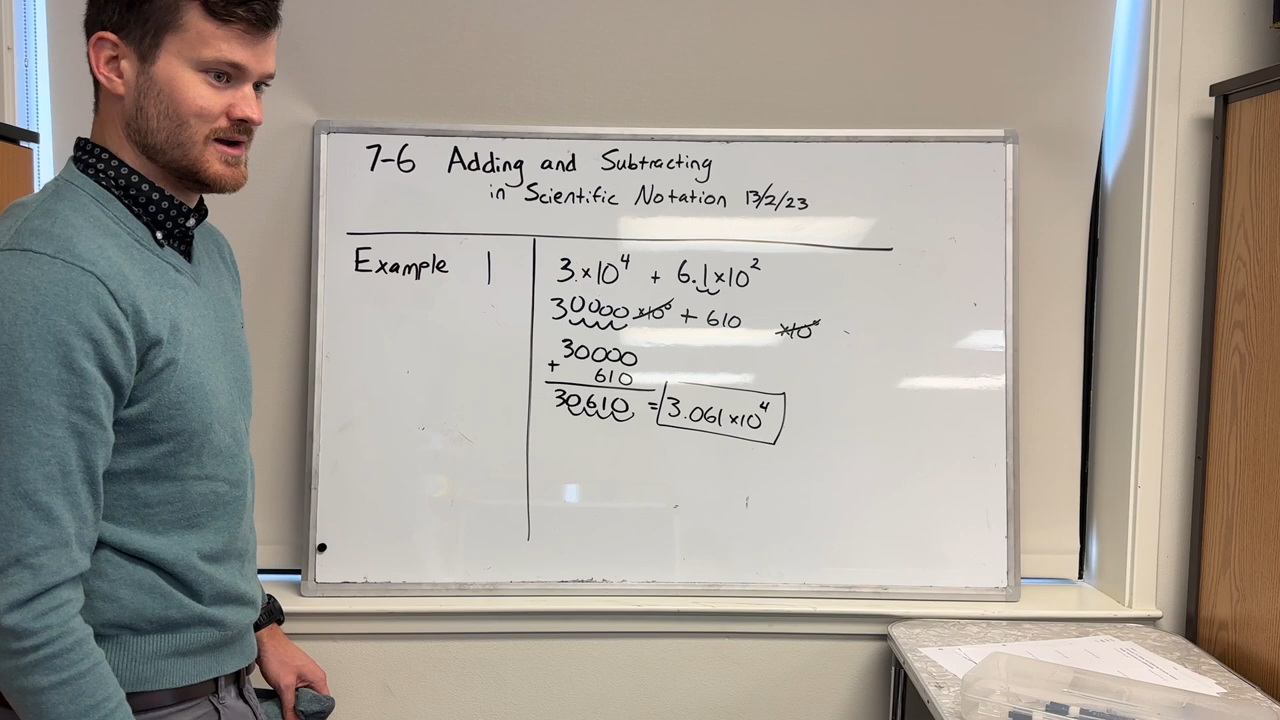 7-6 Adding and Subtracting
in Scientific Notation 13/2/23
Example 1
3.×10⁴ + 6.1×10²
30000 ×10⁰ + 610 ×10⁰
30000
+ 610
30610 = 3.061×10⁴